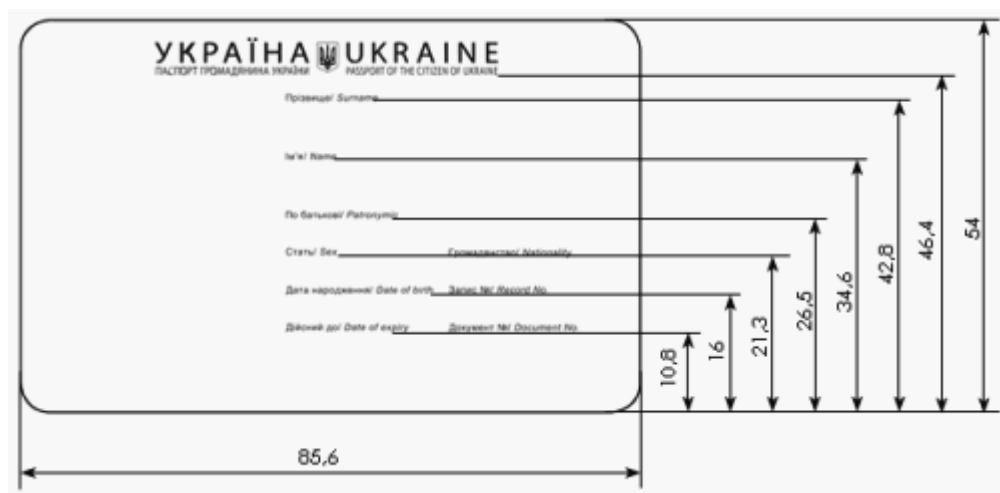 УКРАЇНА UKRAINE
ПАСПОРТ ГРОМАДЯНИНА УКРАЇНИ PASSPORT OF THE CITIZEN OF UKRAINE
Прізвище/ Surname
Ім'я/ Name
По батькові/ Patronymic
Стать/ Sex Громадянство/ Nationality
Дата народження/ Date of birth Запис №/ Record No.
Дійсний до/ Date of expiry Документ №/ Document No.
10,8
16
21,3
26,5
34,6
42,8
46,4
54
85,6